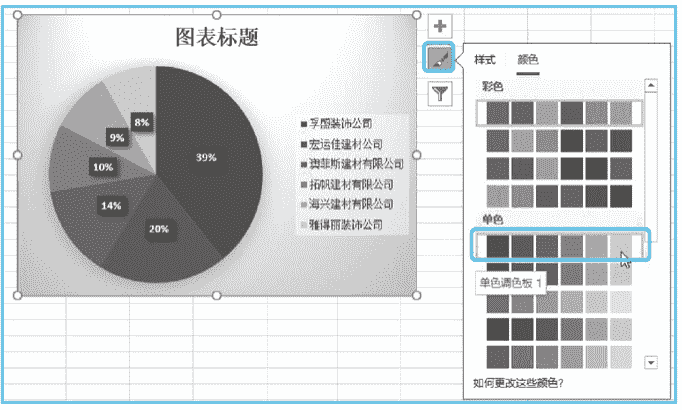 图表标题
样式 颜色
彩色
8%
9%
39%
10%
14%
20%
孚丽装饰公司
宏运佳建材公司
澳菲斯建材有限公司
拓帆建材有限公司
海兴建材有限公司
雅得丽装饰公司
单色
单色调色板 1
如何更改这些颜色?